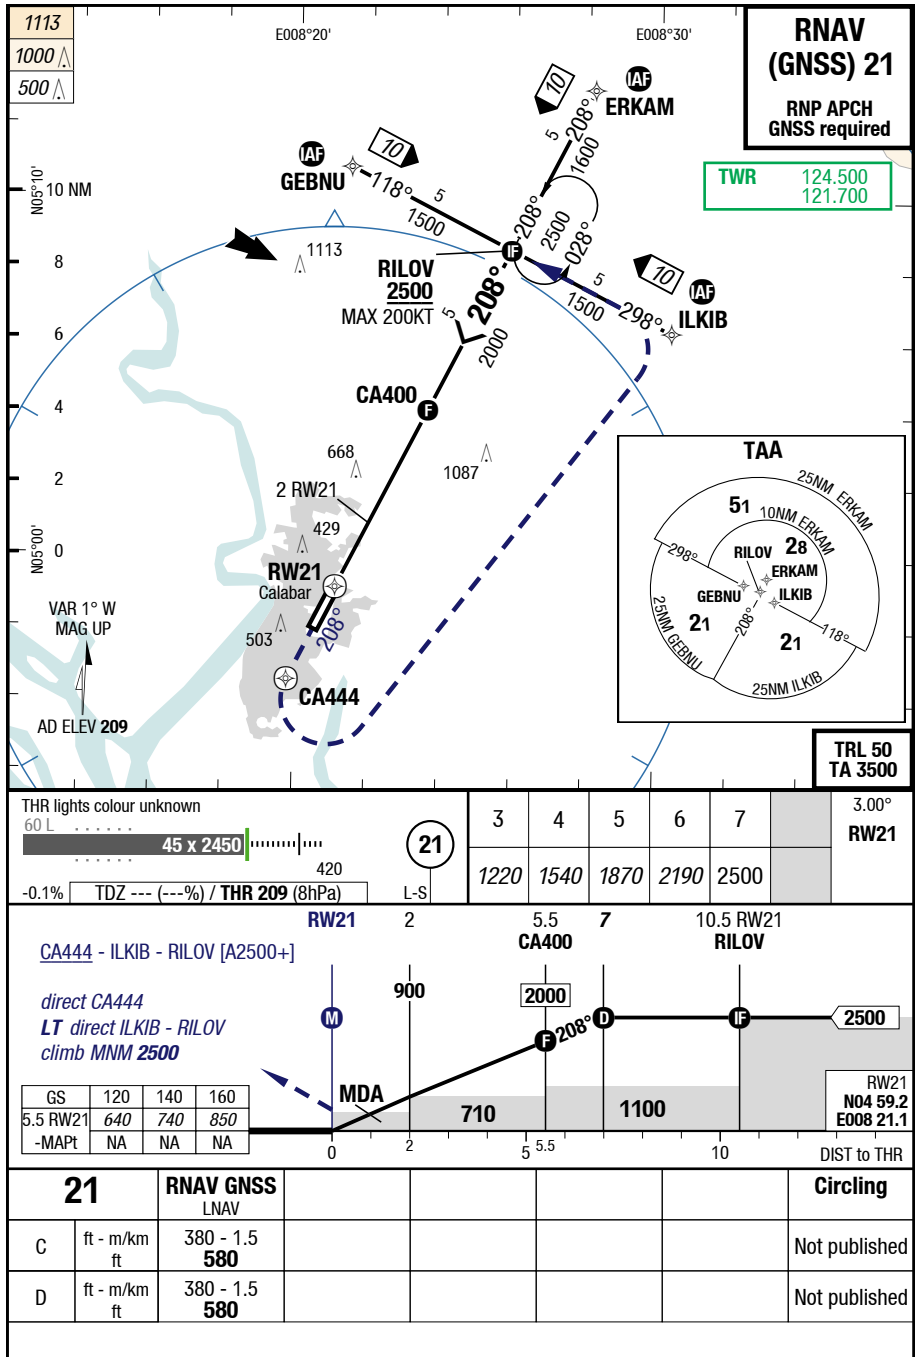 1113
1000
500
E008°20'
E008°30'
RNAV
(GNSS) 21
RNP APCH
GNSS required
TWR 124.500
121.700
IAF
ERKAM
10
208°
5
1600
IAF
GEBNU
10
118°
5
1500
N05°10'
10 NM
8
6
4
2
0
N05°00'
1113
208°
2500
028°
IF
RILOV
2500
MAX 200KT
208°
5
2000
10
IAF
ILKIB
5
1500
298°
CA400
F
668
1087
2 RW21
429
RW21
Calabar
503
208°
CA444
VAR 1° W
MAG UP
AD ELEV 209
TAA
25NM ERKAM
51
10NM ERKAM
28
298°
RILOV
ERKAM
GEBNU
ILKIB
21
208°
21
118°
25NM GEBNU
25NM ILKIB
TRL 50
TA 3500
THR lights colour unknown
60 L
45 x 2450
420
-0.1%
TDZ --- (---%) / THR 209 (8hPa)
21
L-S
3 4 5 6 7
1220 1540 1870 2190 2500
3.00°
RW21
RW21 2 5.5 7 10.5 RW21
CA400 RILOV
CA444 - ILKIB - RILOV [A2500+]
direct CA444
LT direct ILKIB - RILOV
climb MNM 2500
900
2000
M
F
208°
D
IF
2500
MDA
710
1100
RW21
N04 59.2
E008 21.1
GS 120 140 160
5.5 RW21 640 740 850
-MAPt NA NA NA
0 2 5 5.5 10 DIST to THR
21 RNAV GNSS Circling
LNAV
C ft - m/km 380 - 1.5 Not published
ft 580
D ft - m/km 380 - 1.5 Not published
ft 580